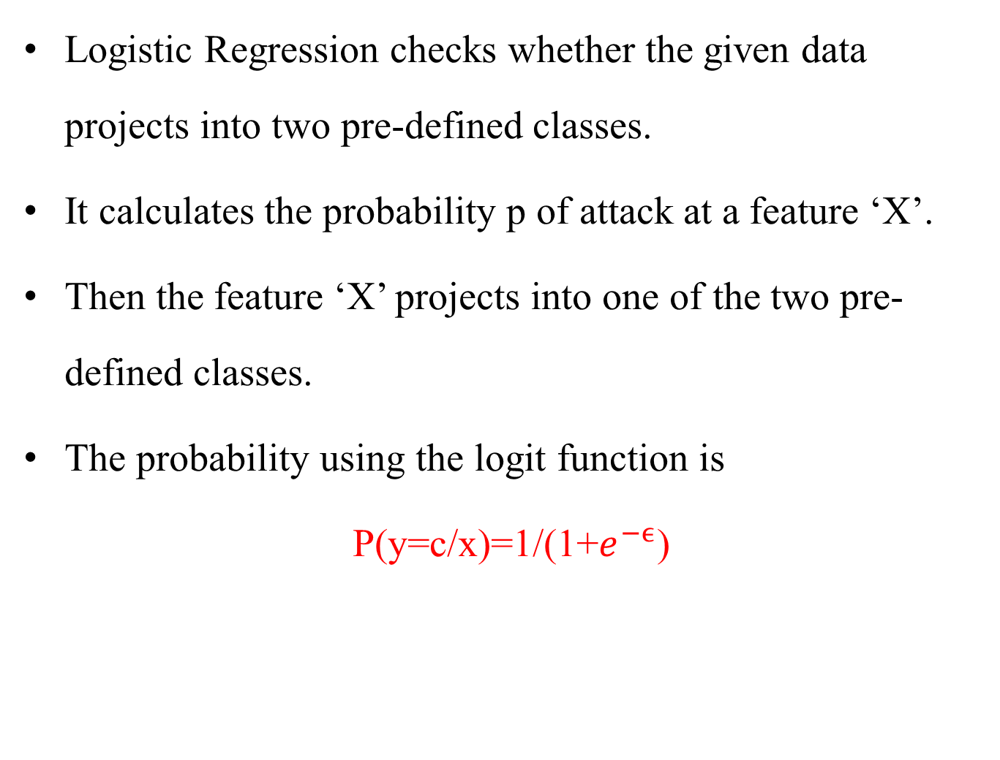 • Logistic Regression checks whether the given data
projects into two pre-defined classes.
• It calculates the probability p of attack at a feature ‘X’.
• Then the feature ‘X’ projects into one of the two pre-
defined classes.
• The probability using the logit function is
P(y=c/x)=1/(1+𝑒^{−ϵ})